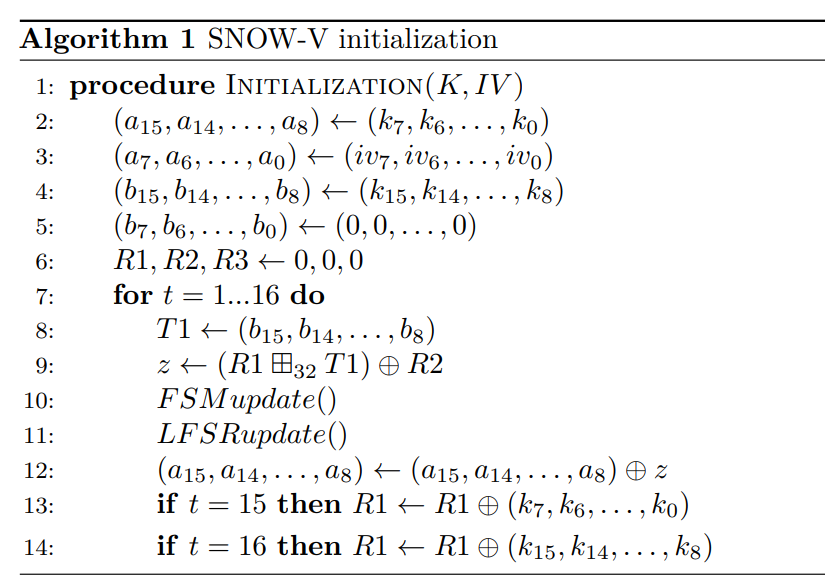 Algorithm 1 SNOW-V initialization
1: procedure INITIALIZATION(K, IV)
2: (a₁₅, a₁₄, . . . , a₈) ← (k₇, k₆, . . . , k₀)
3: (a₇, a₆, . . . , a₀) ← (iv₇, iv₆, . . . , iv₀)
4: (b₁₅, b₁₄, . . . , b₈) ← (k₁₅, k₁₄, . . . , k₈)
5: (b₇, b₆, . . . , b₀) ← (0, 0, . . . , 0)
6: R1, R2, R3 ← 0, 0, 0
7: for t = 1...16 do
8: T1 ← (b₁₅, b₁₄, . . . , b₈)
9: z ← (R1 ⊞₃₂ T1) ⊕ R2
10: FSMupdate()
11: LFSRupdate()
12: (a₁₅, a₁₄, . . . , a₈) ← (a₁₅, a₁₄, . . . , a₈) ⊕ z
13: if t = 15 then R1 ← R1 ⊕ (k₇, k₆, . . . , k₀)
14: if t = 16 then R1 ← R1 ⊕ (k₁₅, k₁₄, . . . , k₈)